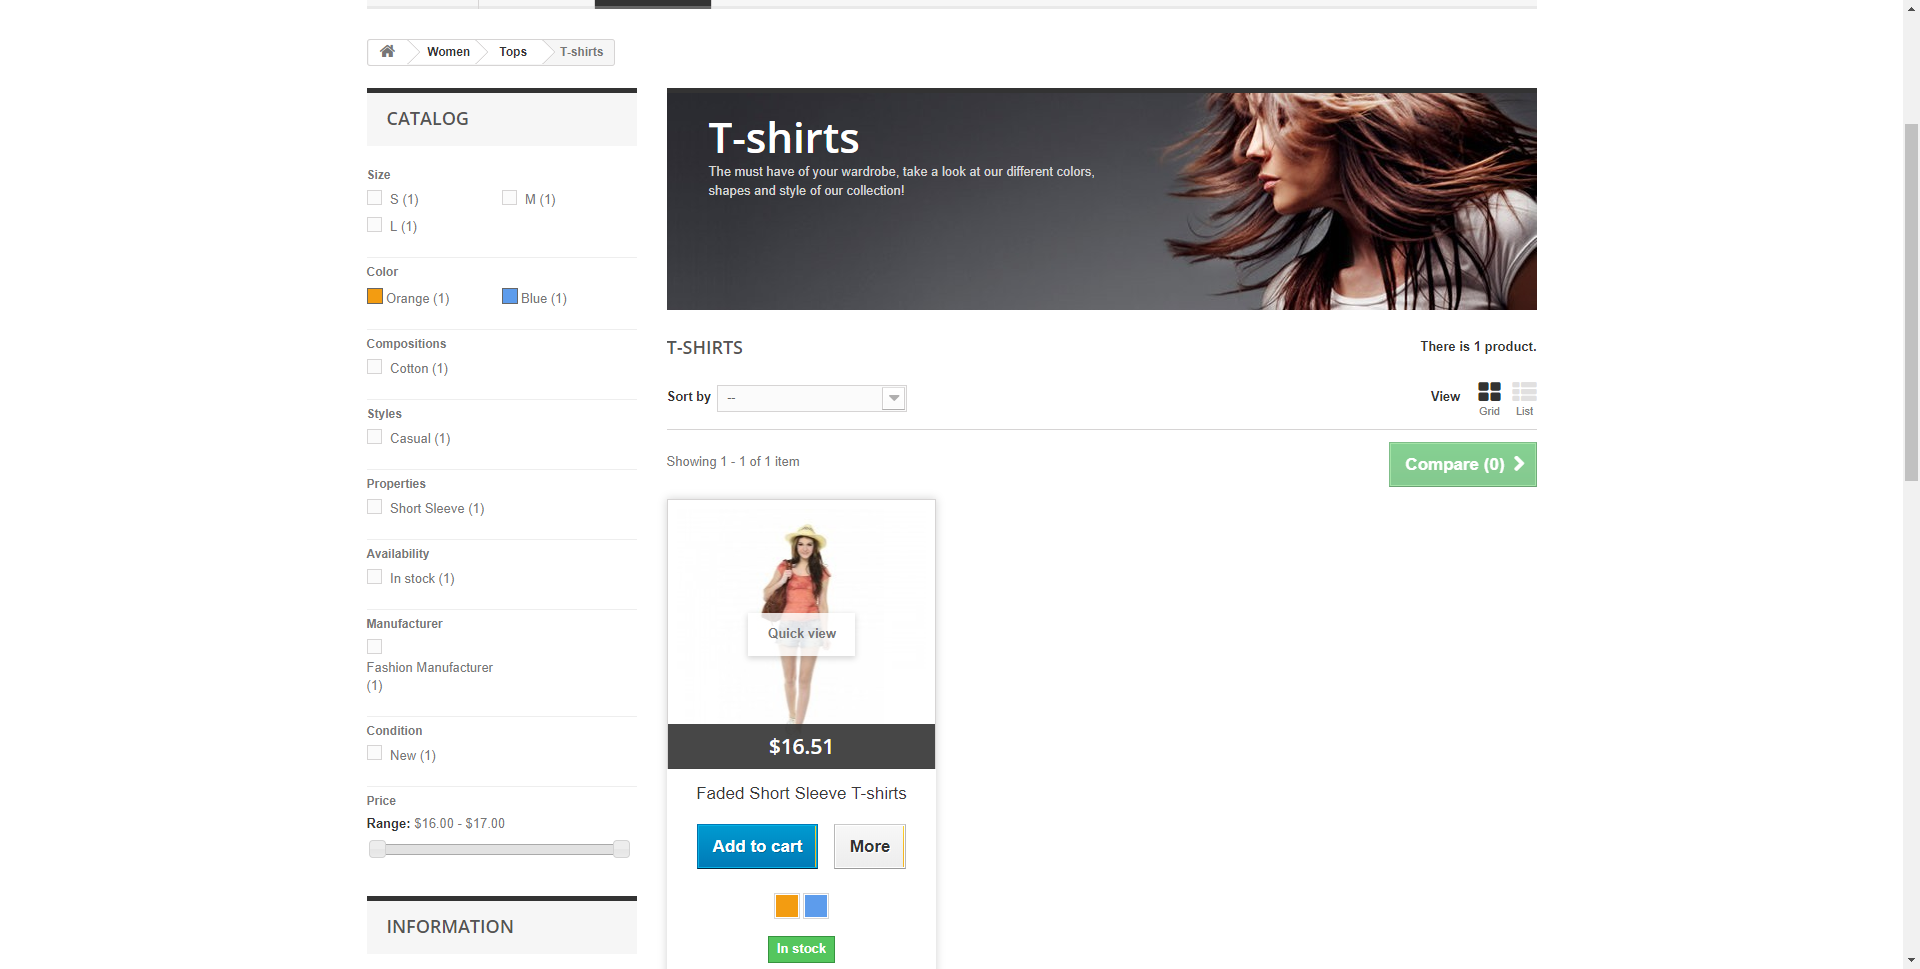 Women
Tops
T-shirts
CATALOG
Size
S (1)
M (1)
L (1)
Color
Orange (1)
Blue (1)
Compositions
Cotton (1)
Styles
Casual (1)
Properties
Short Sleeve (1)
Availability
In stock (1)
Manufacturer
Fashion Manufacturer
(1)
Condition
New (1)
Price
Range: $16.00 - $17.00
INFORMATION
T-shirts
The must have of your wardrobe, take a look at our different colors,
shapes and style of our collection!
T-SHIRTS
There is 1 product.
Sort by
--
View
Grid
List
Showing 1 - 1 of 1 item
Compare (0)
Quick view
$16.51
Faded Short Sleeve T-shirts
Add to cart
More
In stock